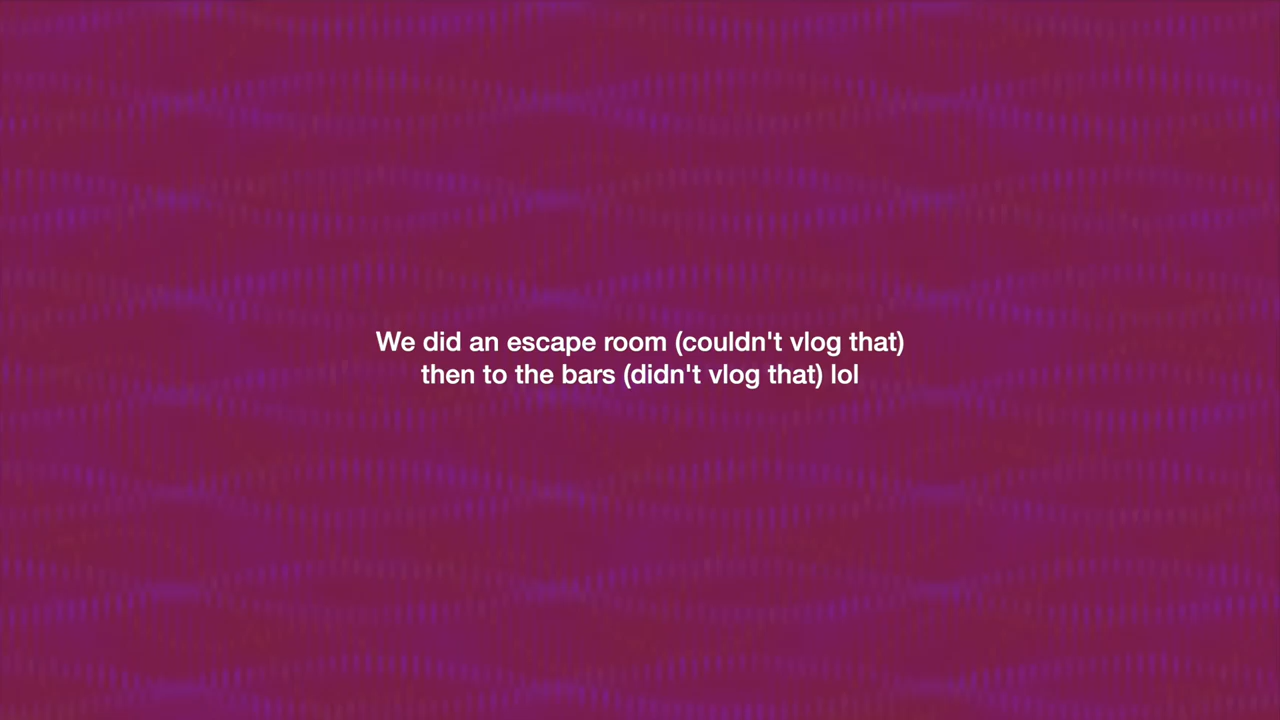 We did an escape room (couldn't vlog that)
then to the bars (didn't vlog that) lol